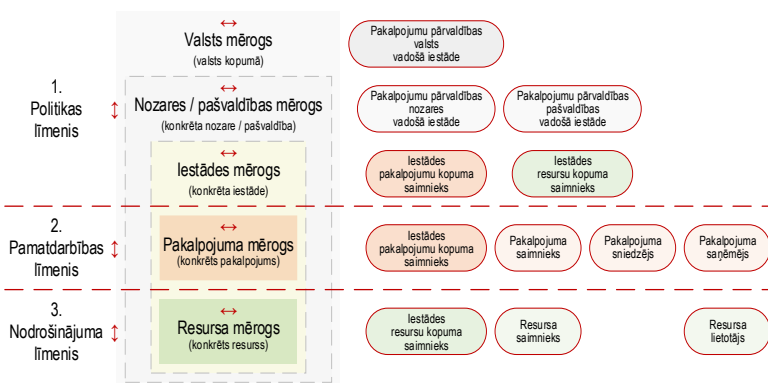 1.
Politikas
līmenis
↔
Valsts mērogs
(valsts kopumā)
Pakalpojumu pārvaldības
valsts
vadošā iestāde
↔
Nozares / pašvaldības mērogs
(konkrēta nozare / pašvaldība)
Pakalpojumu pārvaldības
nozares
vadošā iestāde
Pakalpojumu pārvaldības
pašvaldības
vadošā iestāde
↔
Iestādes mērogs
(konkrēta iestāde)
Iestādes
pakalpojumu kopuma
saimnieks
Iestādes
resursu kopuma
saimnieks
2.
Pamatdarbības
līmenis
↔
Pakalpojuma mērogs
(konkrēts pakalpojums)
Iestādes
pakalpojumu kopuma
saimnieks
Pakalpojuma
saimnieks
Pakalpojuma
sniedzējs
Pakalpojuma
saņēmējs
3.
Nodrošinājuma
līmenis
↔
Resursa mērogs
(konkrēts resurss)
Iestādes
resursu kopuma
saimnieks
Resursa
saimnieks
Resursa
lietotājs